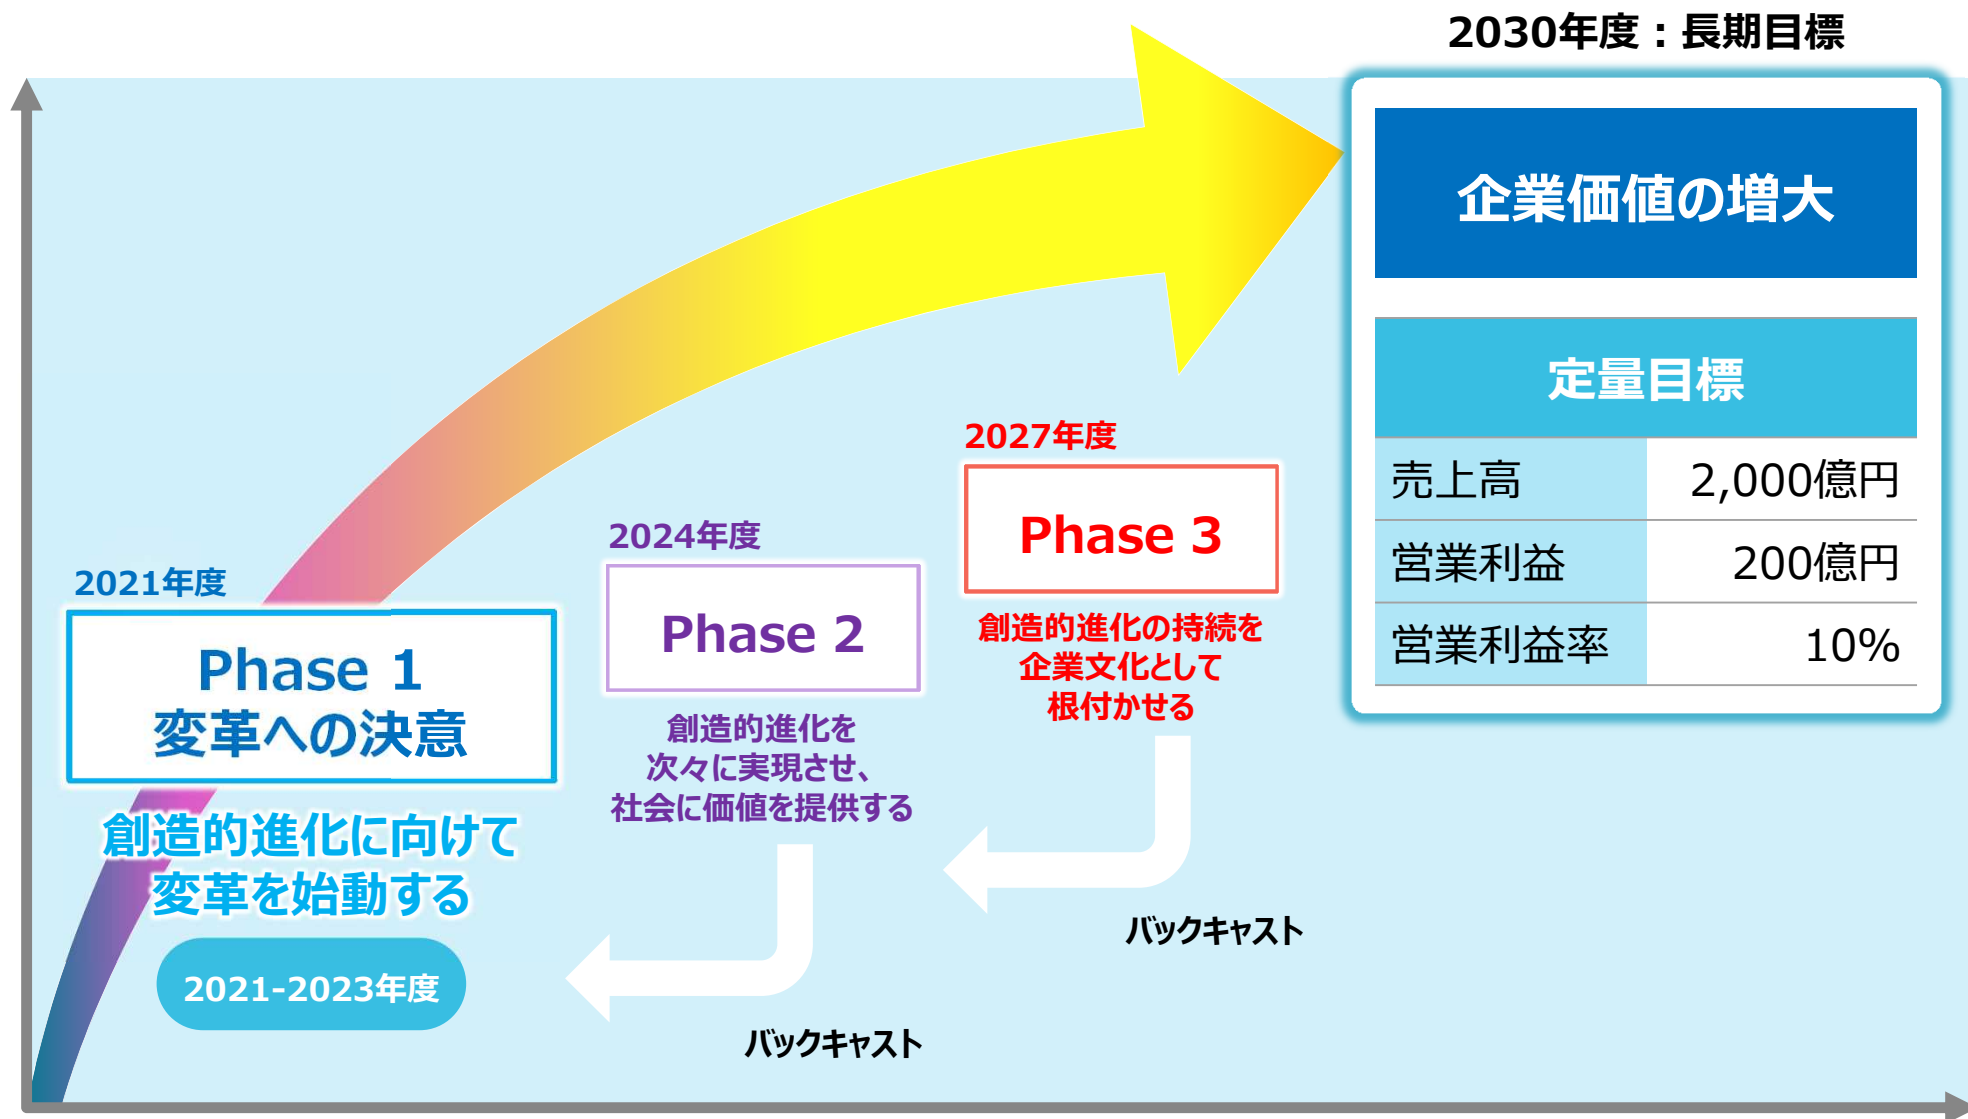 2030年度：長期目標
企業価値の増大
定量目標
売上高 2,000億円
営業利益 200億円
営業利益率 10%
2027年度
Phase 3
創造的進化の持続を
企業文化として
根付かせる
バックキャスト
2024年度
Phase 2
創造的進化を
次々に実現させ、
社会に価値を提供する
バックキャスト
2021年度
Phase 1
変革への決意
創造的進化に向けて
変革を始動する
2021-2023年度